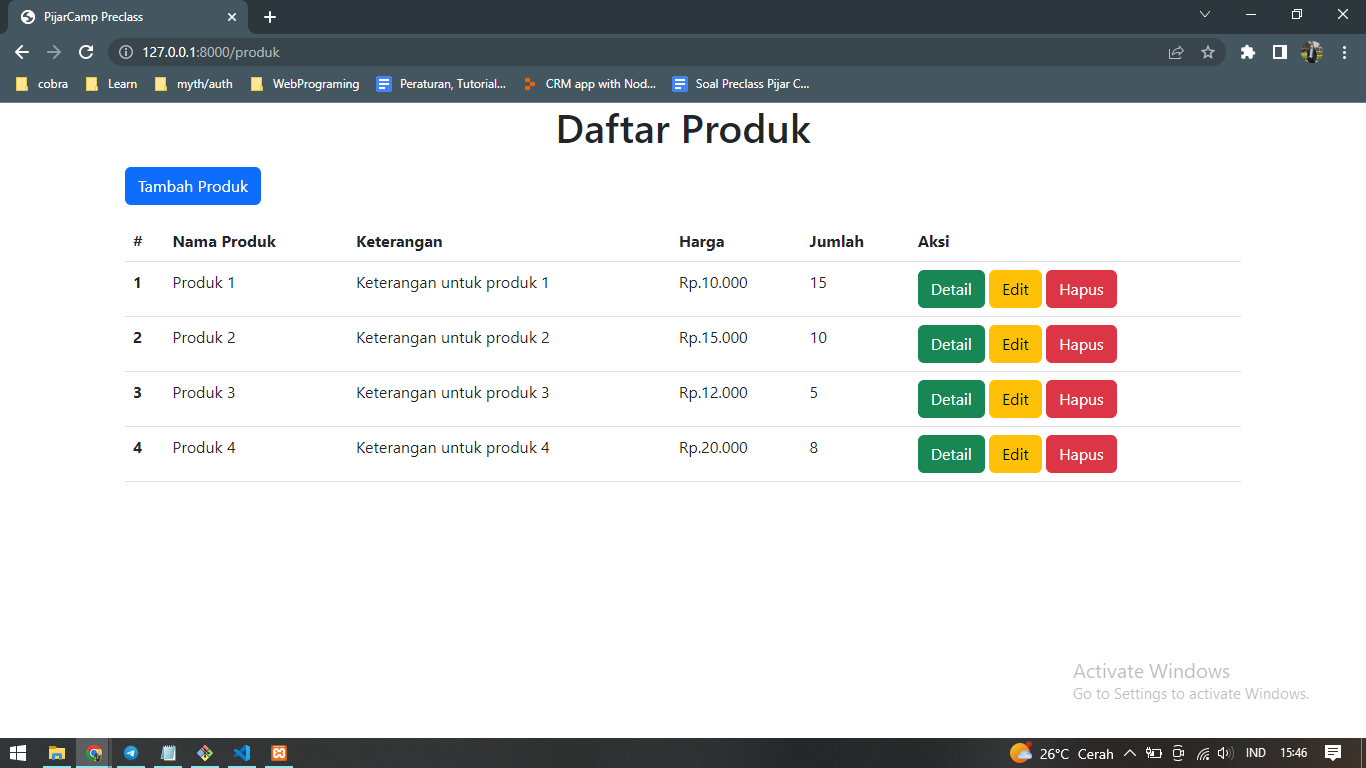 PijarCamp Preclass
127.0.0.1:8000/produk
cobra Learn myth/auth WebPrograming Peraturan, Tutorial... CRM app with Nod... Soal Preclass Pijar C...
Daftar Produk
Tambah Produk
# Nama Produk Keterangan Harga Jumlah Aksi
1 Produk 1 Keterangan untuk produk 1 Rp.10.000 15 Detail Edit Hapus
2 Produk 2 Keterangan untuk produk 2 Rp.15.000 10 Detail Edit Hapus
3 Produk 3 Keterangan untuk produk 3 Rp.12.000 5 Detail Edit Hapus
4 Produk 4 Keterangan untuk produk 4 Rp.20.000 8 Detail Edit Hapus
Activate Windows
Go to Settings to activate Windows.
26°C Cerah IND 15:46